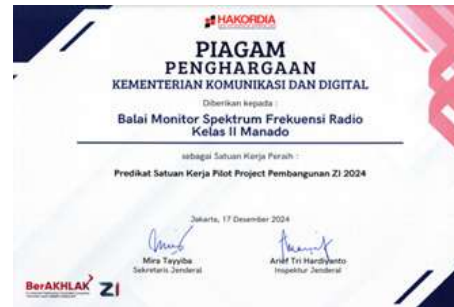 HAKORDIA
PIAGAM
PENGHARGAAN
KEMENTERIAN KOMUNIKASI DAN DIGITAL
Diberikan kepada :
Balai Monitor Spektrum Frekuensi Radio
Kelas II Manado
sebagai Satuan Kerja Peraih :
Predikat Satuan Kerja Pilot Project Pembangunan ZI 2024
Jakarta, 17 Desember 2024
Mira Tayyiba
Sekretaris Jenderal
Arief Tri Hardiyanto
Inspektur Jenderal
BerAKHLAK
ZI